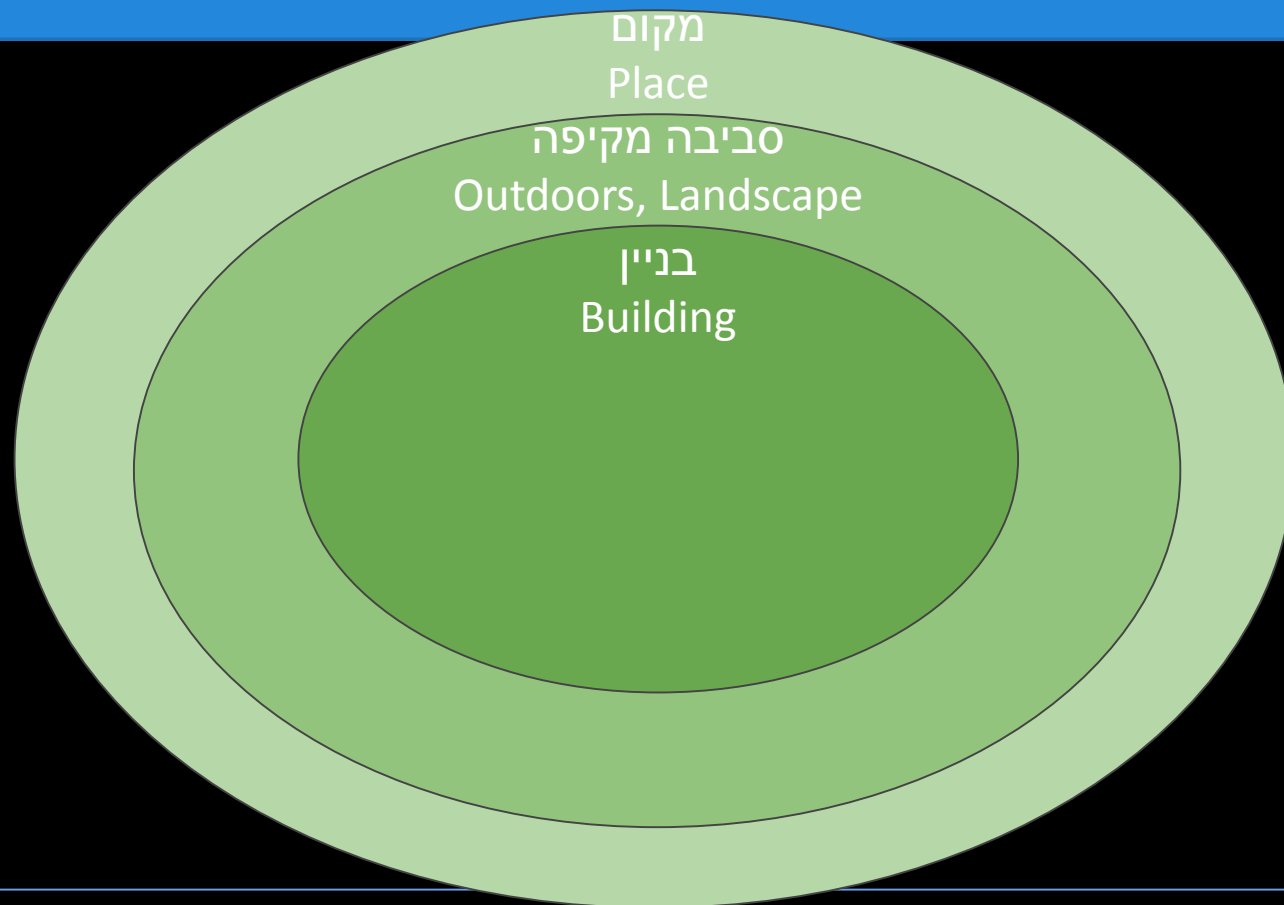 מקום
Place
סביבה מקיפה
Outdoors, Landscape
בניין
Building